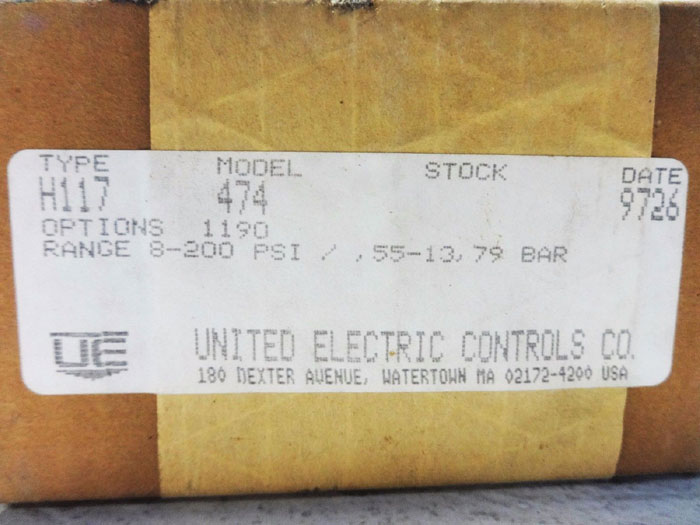 TYPE MODEL STOCK DATE
H117 474 9726
OPTIONS 1190
RANGE 8-200 PSI / ,55-13,79 BAR
UE UNITED ELECTRIC CONTROLS CO.
180 DEXTER AVENUE, WATERTOWN MA 02172-4200 USA